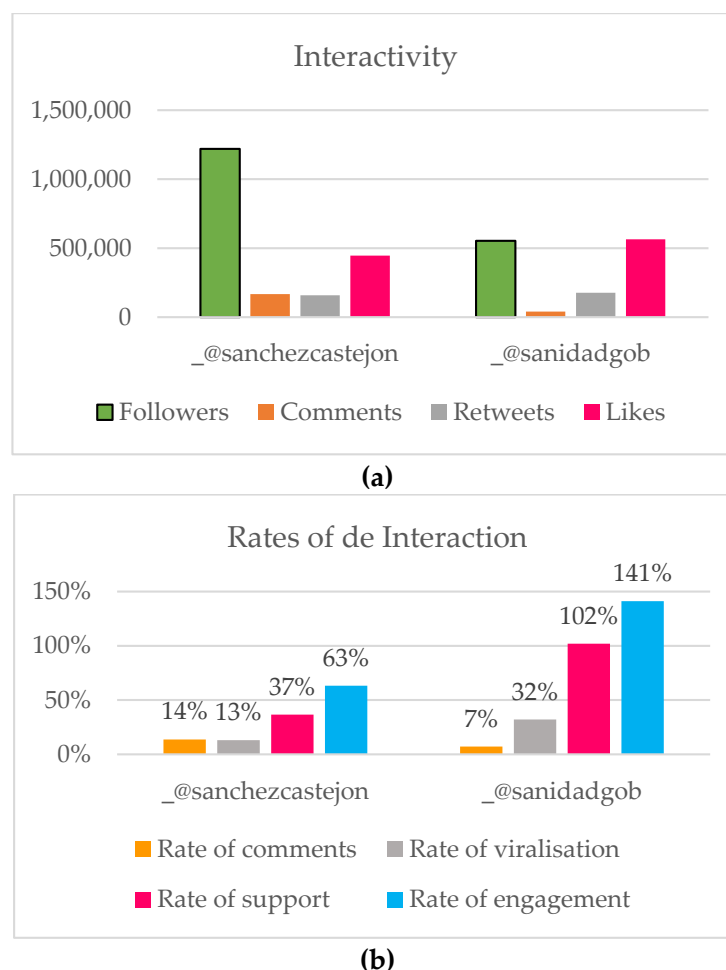 Interactivity
1,500,000
1,000,000
500,000
0
_@sanchezcastejon _@sanidadgob
Followers Comments Retweets Likes
(a)
Rates of de Interaction
141%
150%
102%
100%
63%
37%
32%
50%
14% 13%
7%
0%
_@sanchezcastejon _@sanidadgob
Rate of comments Rate of viralisation
Rate of support Rate of engagement
(b)